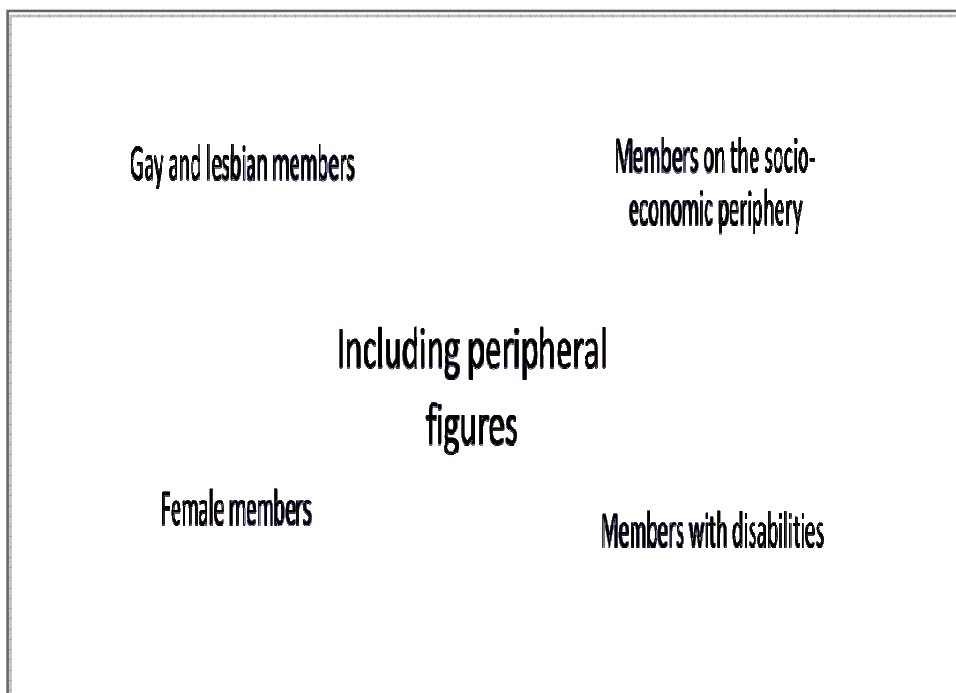 Gay and lesbian members
Members on the socio-
economic periphery
Including peripheral
figures
Female members
Members with disabilities